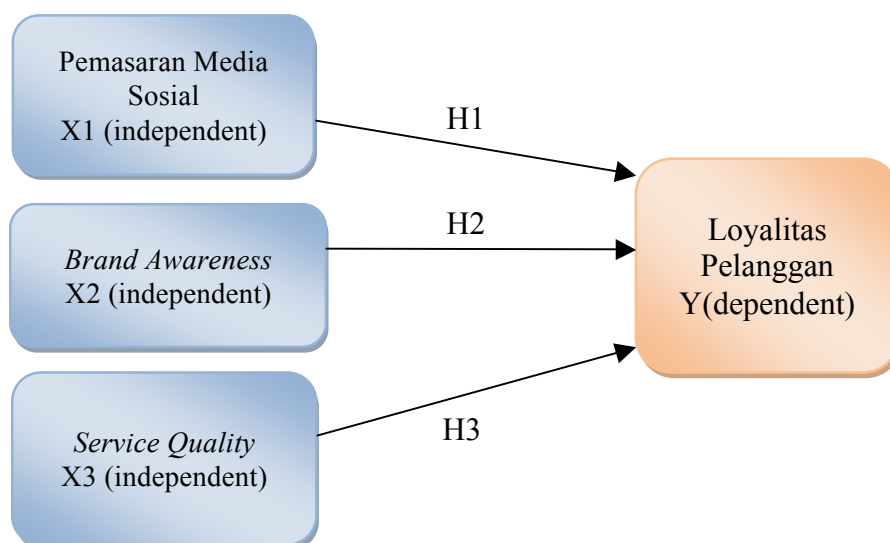 Pemasaran Media
Sosial
X1 (independent)
H1
Brand Awareness
X2 (independent)
H2
Loyalitas
Pelanggan
Y(dependent)
Service Quality
X3 (independent)
H3